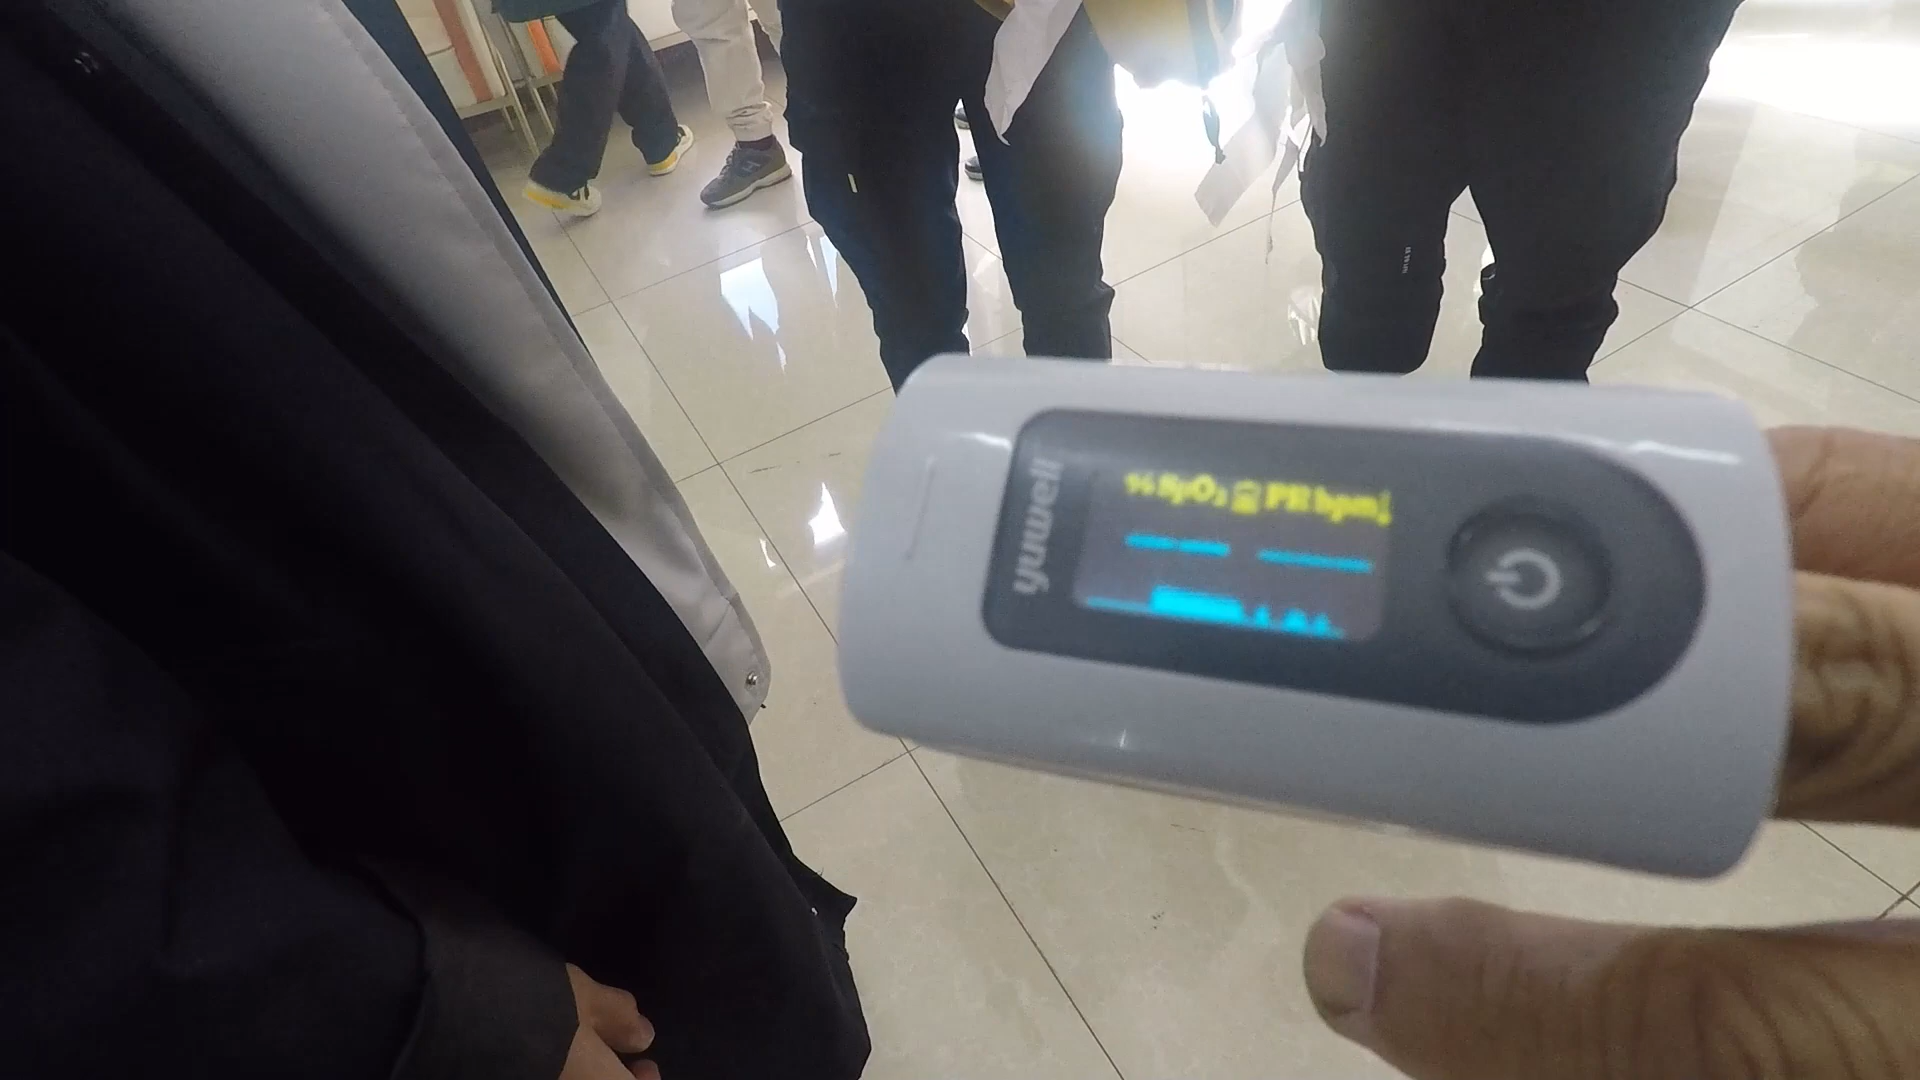 yuwell
%SpO₂ PR bpm
-- --